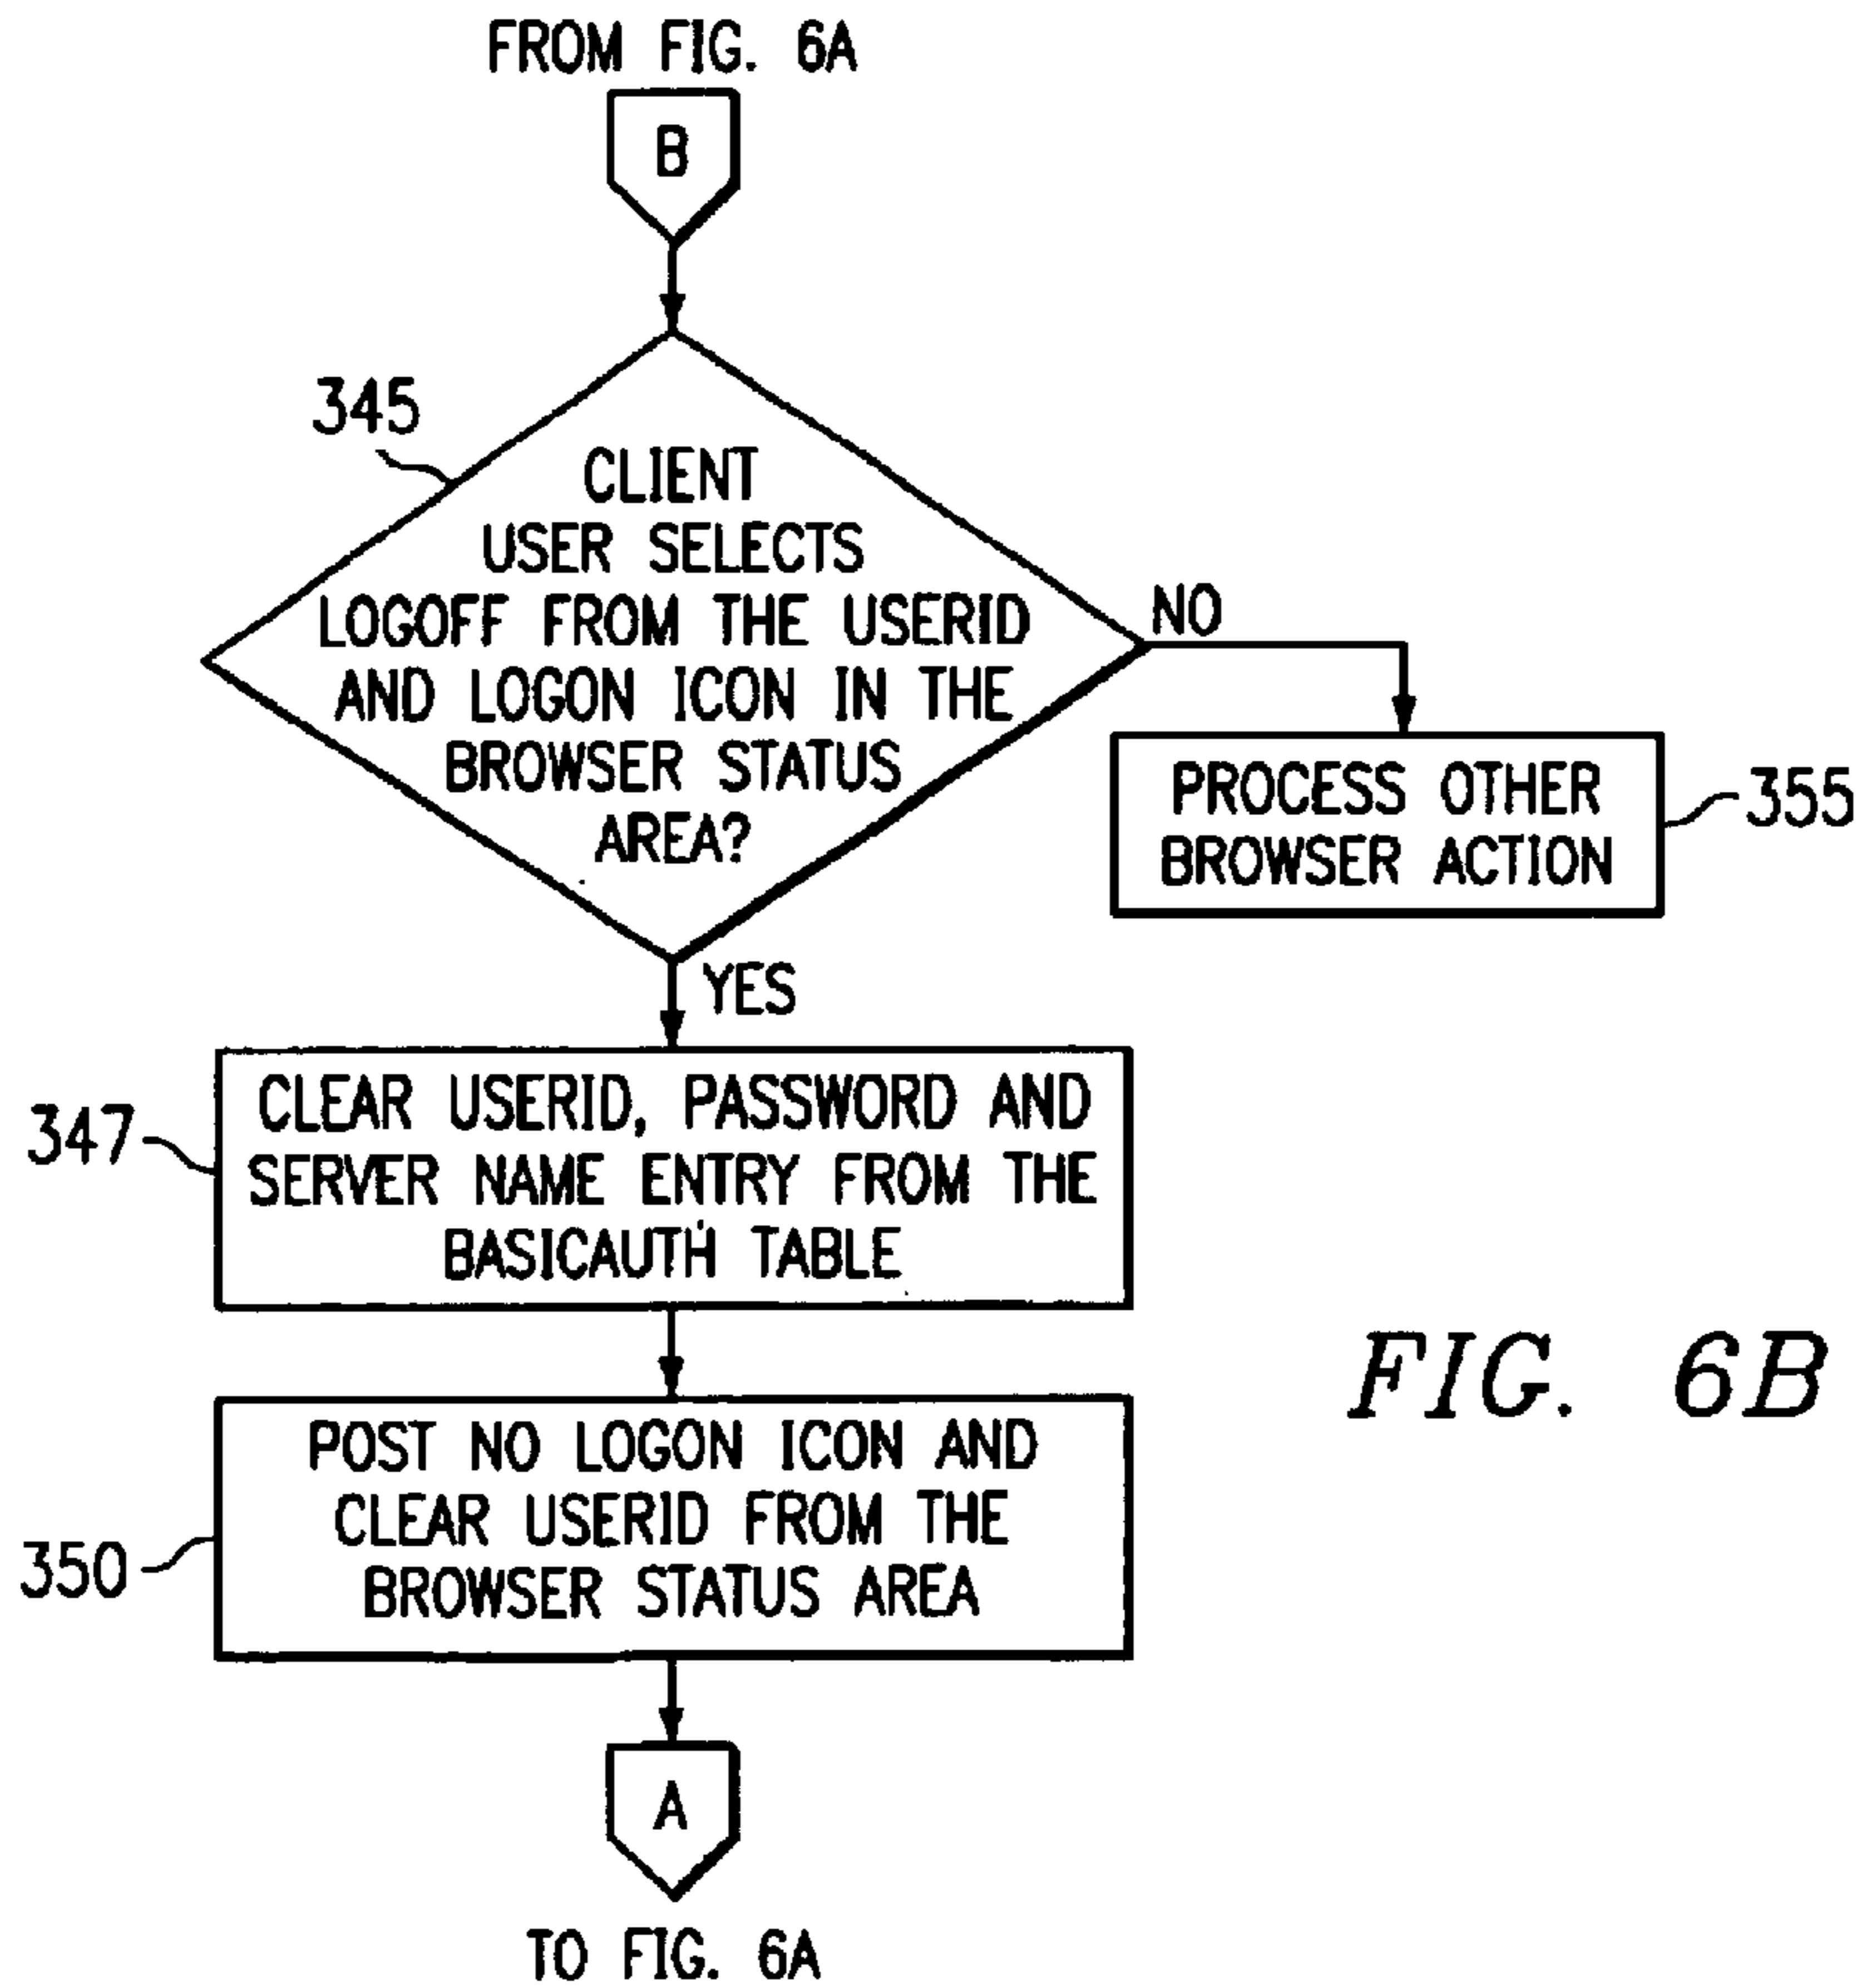 FROM FIG. 6A
B
345
CLIENT
USER SELECTS
LOGOFF FROM THE USERID
AND LOGON ICON IN THE
BROWSER STATUS
AREA?
NO
PROCESS OTHER
BROWSER ACTION
355
YES
347
CLEAR USERID, PASSWORD AND
SERVER NAME ENTRY FROM THE
BASICAUTH TABLE
FIG. 6B
350
POST NO LOGON ICON AND
CLEAR USERID FROM THE
BROWSER STATUS AREA
A
TO FIG. 6A